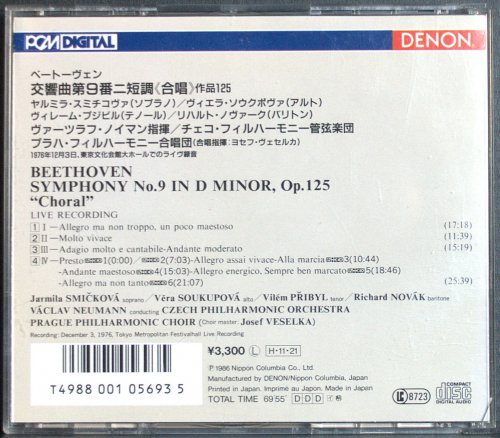 PCM DIGITAL
DENON
ベートーヴェン
交響曲第9番ニ短調《合唱》作品125
ヤルミラ・スミチコヴァ(ソプラノ)/ヴィエラ・ソウクポヴァ(アルト)
ヴィレーム・プジビル(テノール)/リハルト・ノヴァーク(バリトン)
ヴァーツラフ・ノイマン指揮/チェコ・フィルハーモニー管弦楽団
プラハ・フィルハーモニー合唱団(合唱指揮:ヨセフ・ヴェセルカ)
1976年12月3日、東京文化会館大ホールでのライヴ録音
BEETHOVEN
SYMPHONY No.9 IN D MINOR, Op.125
“Choral”
LIVE RECORDING
1 I—Allegro ma non troppo, un poco maestoso (17:18)
2 II—Molto vivace (11:39)
3 III—Adagio molto e cantabile-Andante moderato (15:19)
4 IV—Presto INDEX 1(0:00)/INDEX 2(7:03)-Allegro assai vivace-Alla marcia INDEX 3(10:44)
-Andante maestoso INDEX 4(15:03)-Allegro energico, Sempre ben marcato INDEX 5(18:46)
-Allegro ma non tanto INDEX 6(21:07) (25:39)
Jarmila SMIČKOVÁ soprano/Věra SOUKUPOVÁ alto/Vilém PŘIBYL tenor/Richard NOVÁK baritone
VÁCLAV NEUMANN conducting CZECH PHILHARMONIC ORCHESTRA
PRAGUE PHILHARMONIC CHOIR (Choir master: Josef VESELKA)
Recording: December 3, 1976, Tokyo Metropolitan Festivalhall Live Recording
¥3,300 L H·11·21
T4988 001 05693 5
℗ 1986 Nippon Columbia Co., Ltd.
Manufactured by DENON/Nippon Columbia, Japan
Printed in Japan. Imprimé au Japon. Made in Japan
TOTAL TIME 69′55″ DDD
LC 8723
COMPACT disc DIGITAL AUDIO